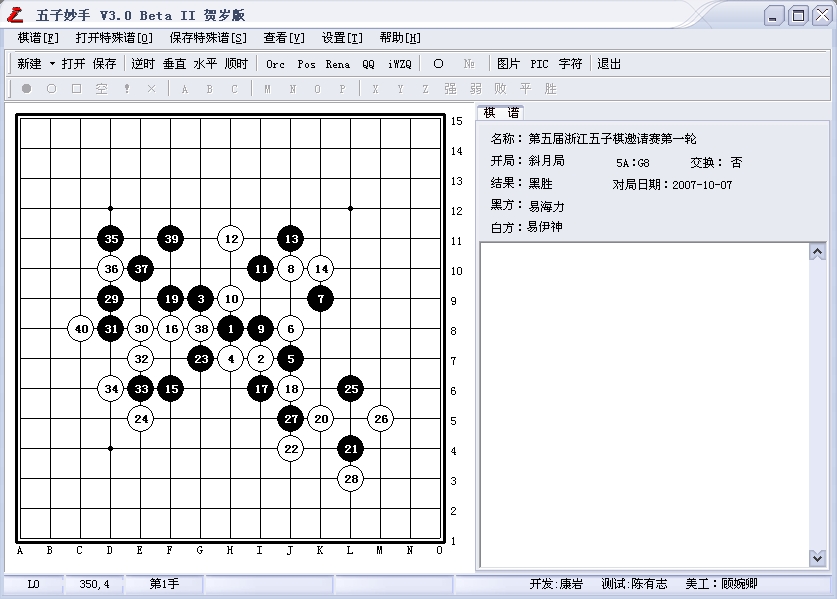 五子妙手 V3.0 Beta II 贺岁版
棋谱[F] 打开特殊谱[O] 保存特殊谱[S] 查看[V] 设置[T] 帮助[H]
新建 打开 保存 逆时 垂直 水平 顺时 Orc Pos Rena QQ iWZQ № 图片 PIC 字符 退出
空 ! × A B C M N O P X Y Z 强 弱 败 平 胜
棋 谱
名称: 第五届浙江五子棋邀请赛第一轮
开局: 斜月局 5A:G8 交换: 否
结果: 黑胜 对局日期:2007-10-07
黑方: 易海力
白方: 易伊神
15
14
13
12
35 39 12 13 11
36 37 11 8 14 10
29 19 3 10 7 9
40 31 30 16 38 1 9 6 8
32 23 4 2 5 7
34 33 15 17 18 25 6
24 27 20 26 5
22 21 4
28 3
2
1
A B C D E F G H I J K L M N O
L0 350,4 第1手 开发:康岩 测试:陈有志 美工:顾婉卿